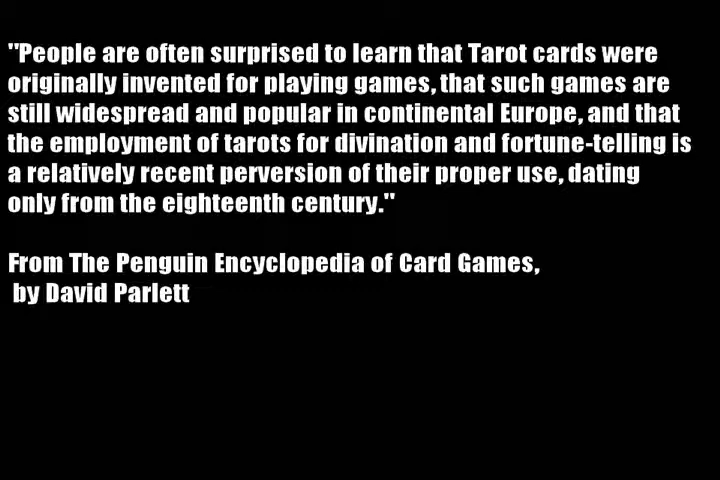 "People are often surprised to learn that Tarot cards were
originally invented for playing games, that such games are
still widespread and popular in continental Europe, and that
the employment of tarots for divination and fortune-telling is
a relatively recent perversion of their proper use, dating
only from the eighteenth century."
From The Penguin Encyclopedia of Card Games,
by David Parlett